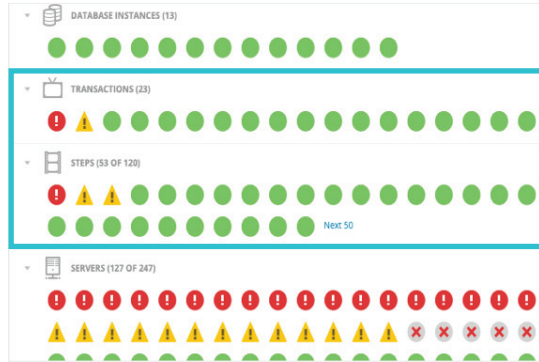 DATABASE INSTANCES (13)
TRANSACTIONS (23)
STEPS (53 OF 120)
Next 50
SERVERS (127 OF 247)